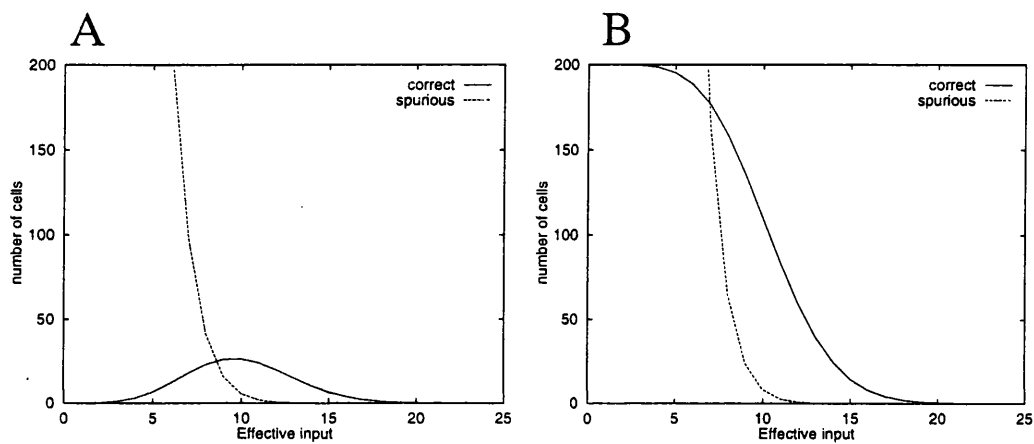 A
B
200
150
100
50
0
number of cells
correct
spurious
0 5 10 15 20 25
Effective input
200
150
100
50
0
number of cells
correct
spurious
0 5 10 15 20 25
Effective input